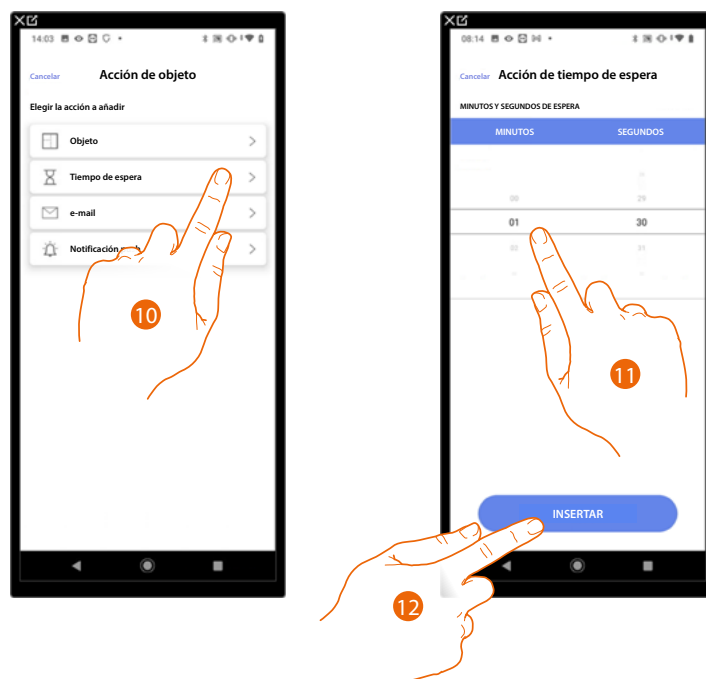 14:03
Cancelar Acción de objeto
Elegir la acción a añadir
Objeto
Tiempo de espera
e-mail
Notificación
10
08:14
Cancelar Acción de tiempo de espera
MINUTOS Y SEGUNDOS DE ESPERA
MINUTOS SEGUNDOS
00 29
01 30
31
11
INSERTAR
12